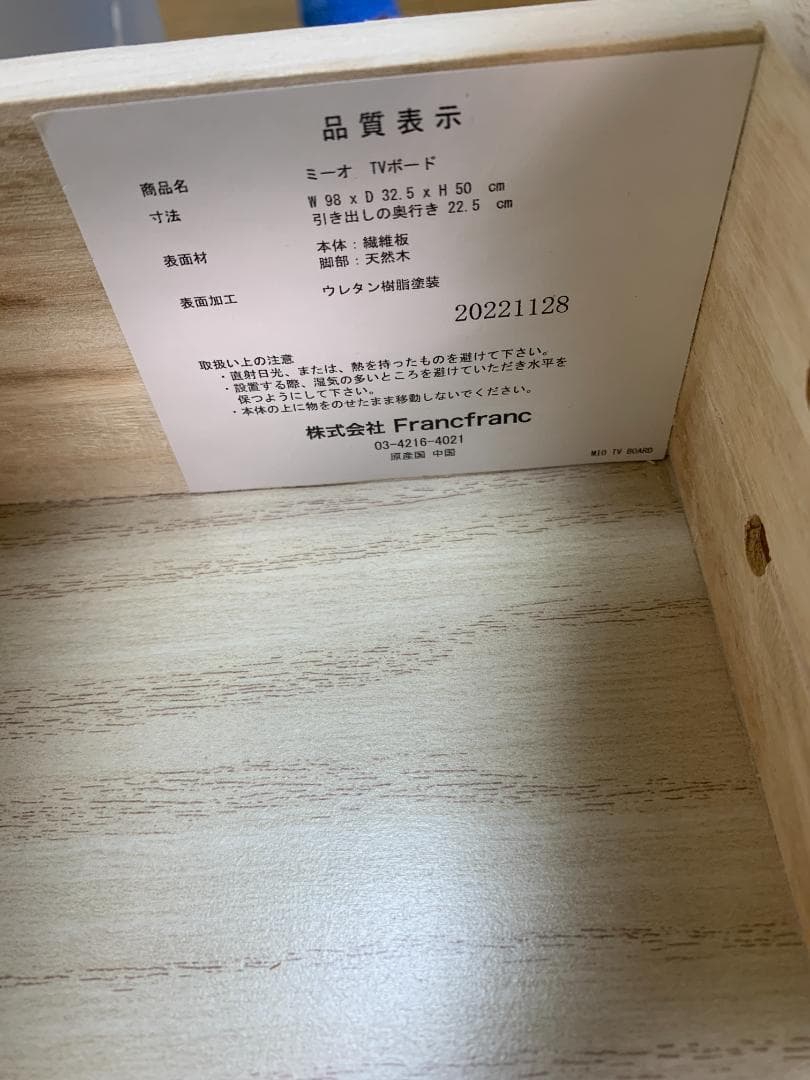 品質表示
商品名 ミーオ TVボード
寸法 W 98 x D 32.5 x H 50 cm
引き出しの奥行き 22.5 cm
表面材 本体：繊維板
脚部：天然木
表面加工 ウレタン樹脂塗装
20221128
取扱い上の注意
・直射日光、または、熱を持ったものを避けて下さい。
・設置する際、湿気の多いところを避けていただき水平を
保つようにして下さい。
・本体の上に物をのせたまま移動しないでください。
株式会社 Francfranc
03-4216-4021
原産国 中国
MIO TV BOARD